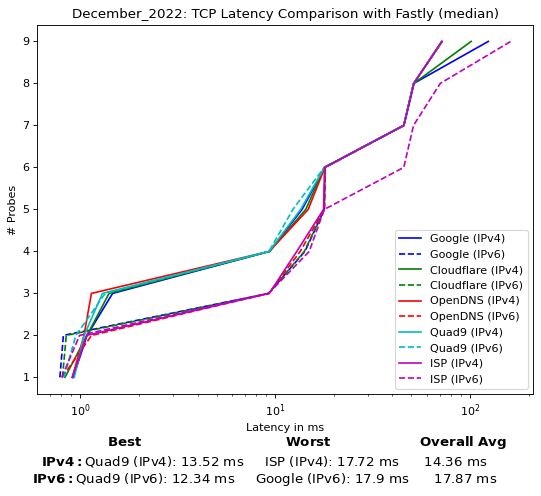 December_2022: TCP Latency Comparison with Fastly (median)
9
8
7
6
5
4
3
2
1
# Probes
Google (IPv4)
Google (IPv6)
Cloudflare (IPv4)
Cloudflare (IPv6)
OpenDNS (IPv4)
OpenDNS (IPv6)
Quad9 (IPv4)
Quad9 (IPv6)
ISP (IPv4)
ISP (IPv6)
10⁰ 10¹ 10²
Latency in ms
Best Worst Overall Avg
IPv4: Quad9 (IPv4): 13.52 ms ISP (IPv4): 17.72 ms 14.36 ms
IPv6: Quad9 (IPv6): 12.34 ms Google (IPv6): 17.9 ms 17.87 ms